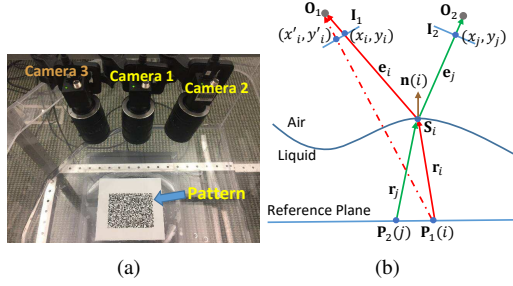 Camera 3
Camera 1
Camera 2
Pattern
(a)
O₁
I₁
(x'ᵢ, y'ᵢ)
(xᵢ, yᵢ)
O₂
I₂
(xⱼ, yⱼ)
eᵢ
eⱼ
n(i)
Sᵢ
Air
Liquid
rⱼ
rᵢ
Reference Plane
P₂(j)
P₁(i)
(b)